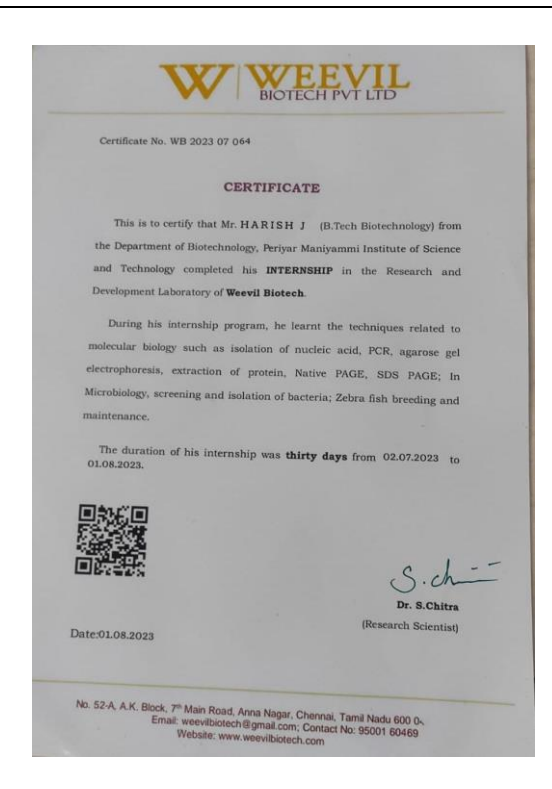 W WEEVIL
BIOTECH PVT LTD
Certificate No. WB 2023 07 064
CERTIFICATE
This is to certify that Mr. HARISH J (B.Tech Biotechnology) from
the Department of Biotechnology, Periyar Maniyammi Institute of Science
and Technology completed his INTERNSHIP in the Research and
Development Laboratory of Weevil Biotech.
During his internship program, he learnt the techniques related to
molecular biology such as isolation of nucleic acid, PCR, agarose gel
electrophoresis, extraction of protein, Native PAGE, SDS PAGE; In
Microbiology, screening and isolation of bacteria; Zebra fish breeding and
maintenance.
The duration of his internship was thirty days from 02.07.2023 to
01.08.2023.
S.ch
Dr. S.Chitra
(Research Scientist)
Date:01.08.2023
No. 52-A, A.K. Block, 7th Main Road, Anna Nagar, Chennai, Tamil Nadu 600 0
Email: weevilbiotech@gmail.com; Contact No: 95001 60469
Website: www.weevilbiotech.com